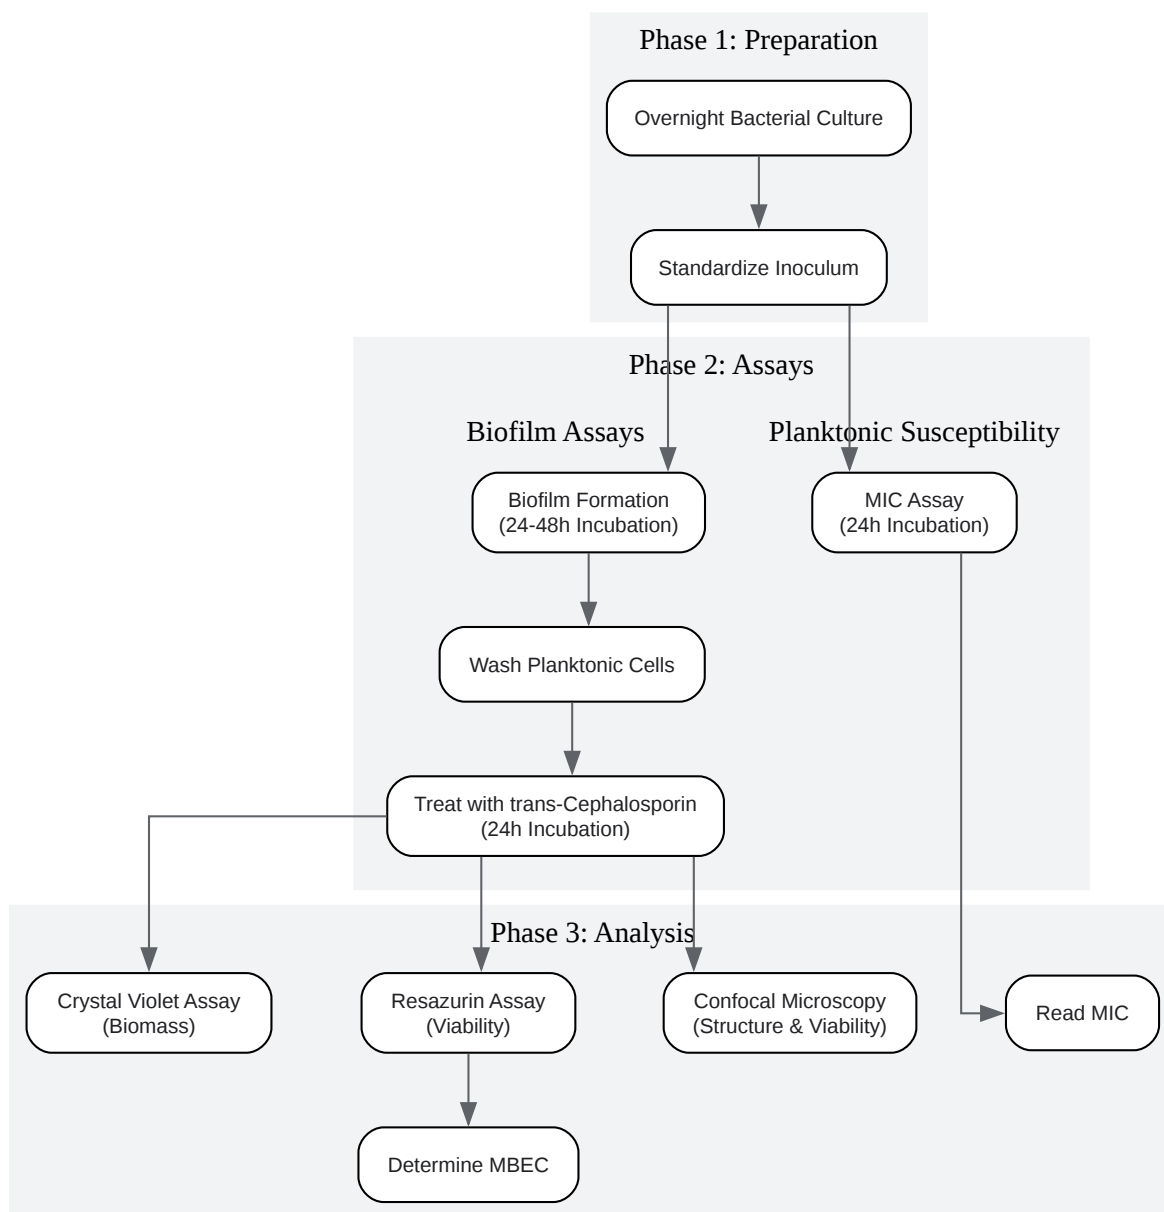 Phase 1: Preparation
Overnight Bacterial Culture
Standardize Inoculum
Phase 2: Assays
Biofilm Assays
Planktonic Susceptibility
Biofilm Formation
(24-48h Incubation)
MIC Assay
(24h Incubation)
Wash Planktonic Cells
Treat with trans-Cephalosporin
(24h Incubation)
Phase 3: Analysis
Crystal Violet Assay
(Biomass)
Resazurin Assay
(Viability)
Confocal Microscopy
(Structure & Viability)
Read MIC
Determine MBEC